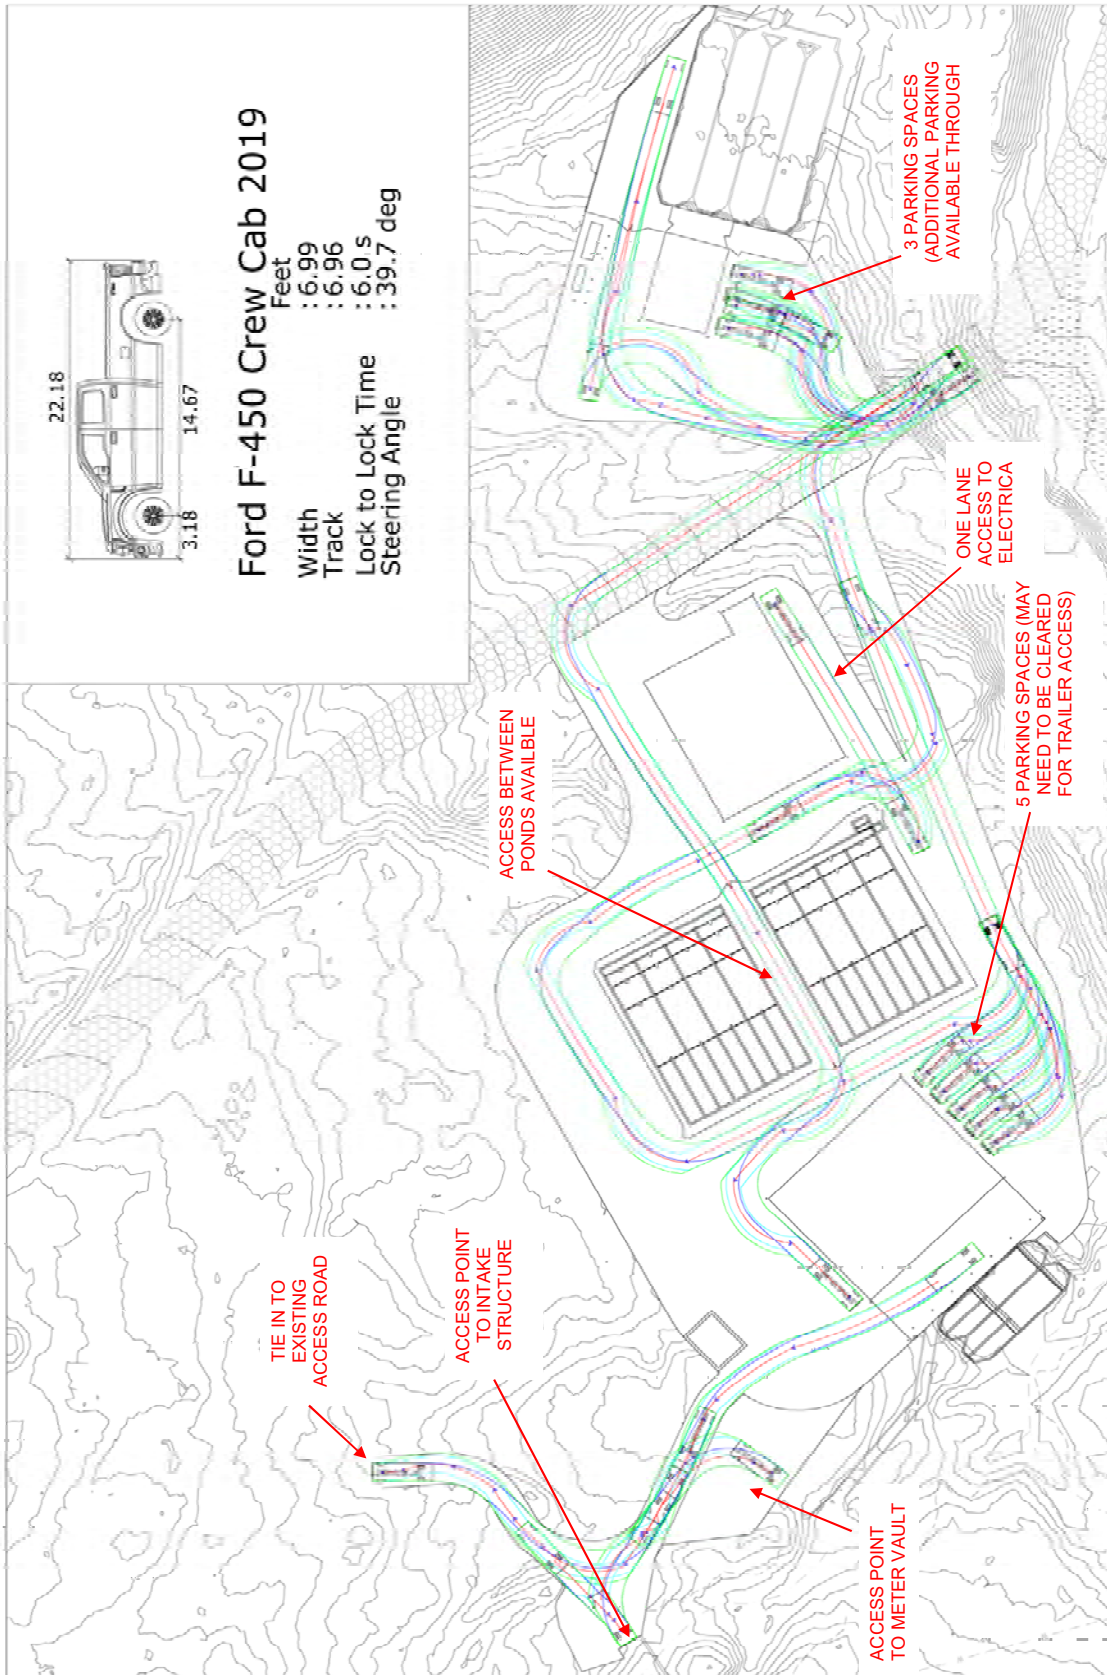 22.18
3.18
14.67
Ford F-450 Crew Cab 2019
Feet
Width : 6.99
Track : 6.96
Lock to Lock Time : 6.0 s
Steering Angle : 39.7 deg
3 PARKING SPACES
(ADDITIONAL PARKING
AVAILABLE THROUGH
ONE LANE
ACCESS TO
ELECTRICA
5 PARKING SPACES (MAY
NEED TO BE CLEARED
FOR TRAILER ACCESS)
ACCESS BETWEEN
PONDS AVAILBLE
TIE IN TO
EXISTING
ACCESS ROAD
ACCESS POINT
TO INTAKE
STRUCTURE
ACCESS POINT
TO METER VAULT